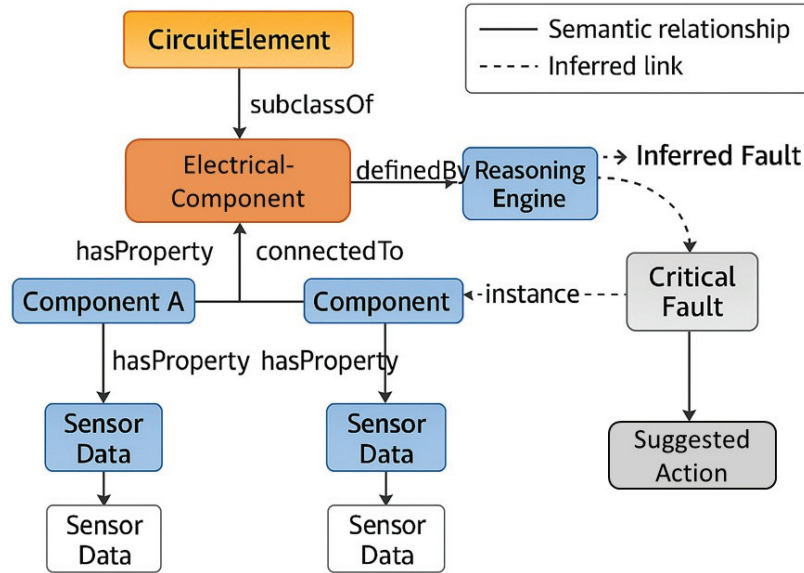 CircuitElement
Semantic relationship
Inferred link
subclassOf
Electrical-
Component
definedBy
Reasoning
Engine
Inferred Fault
hasProperty
connectedTo
Component A
Component
instance
Critical
Fault
hasProperty
hasProperty
Sensor
Data
Sensor
Data
Suggested
Action
Sensor
Data
Sensor
Data